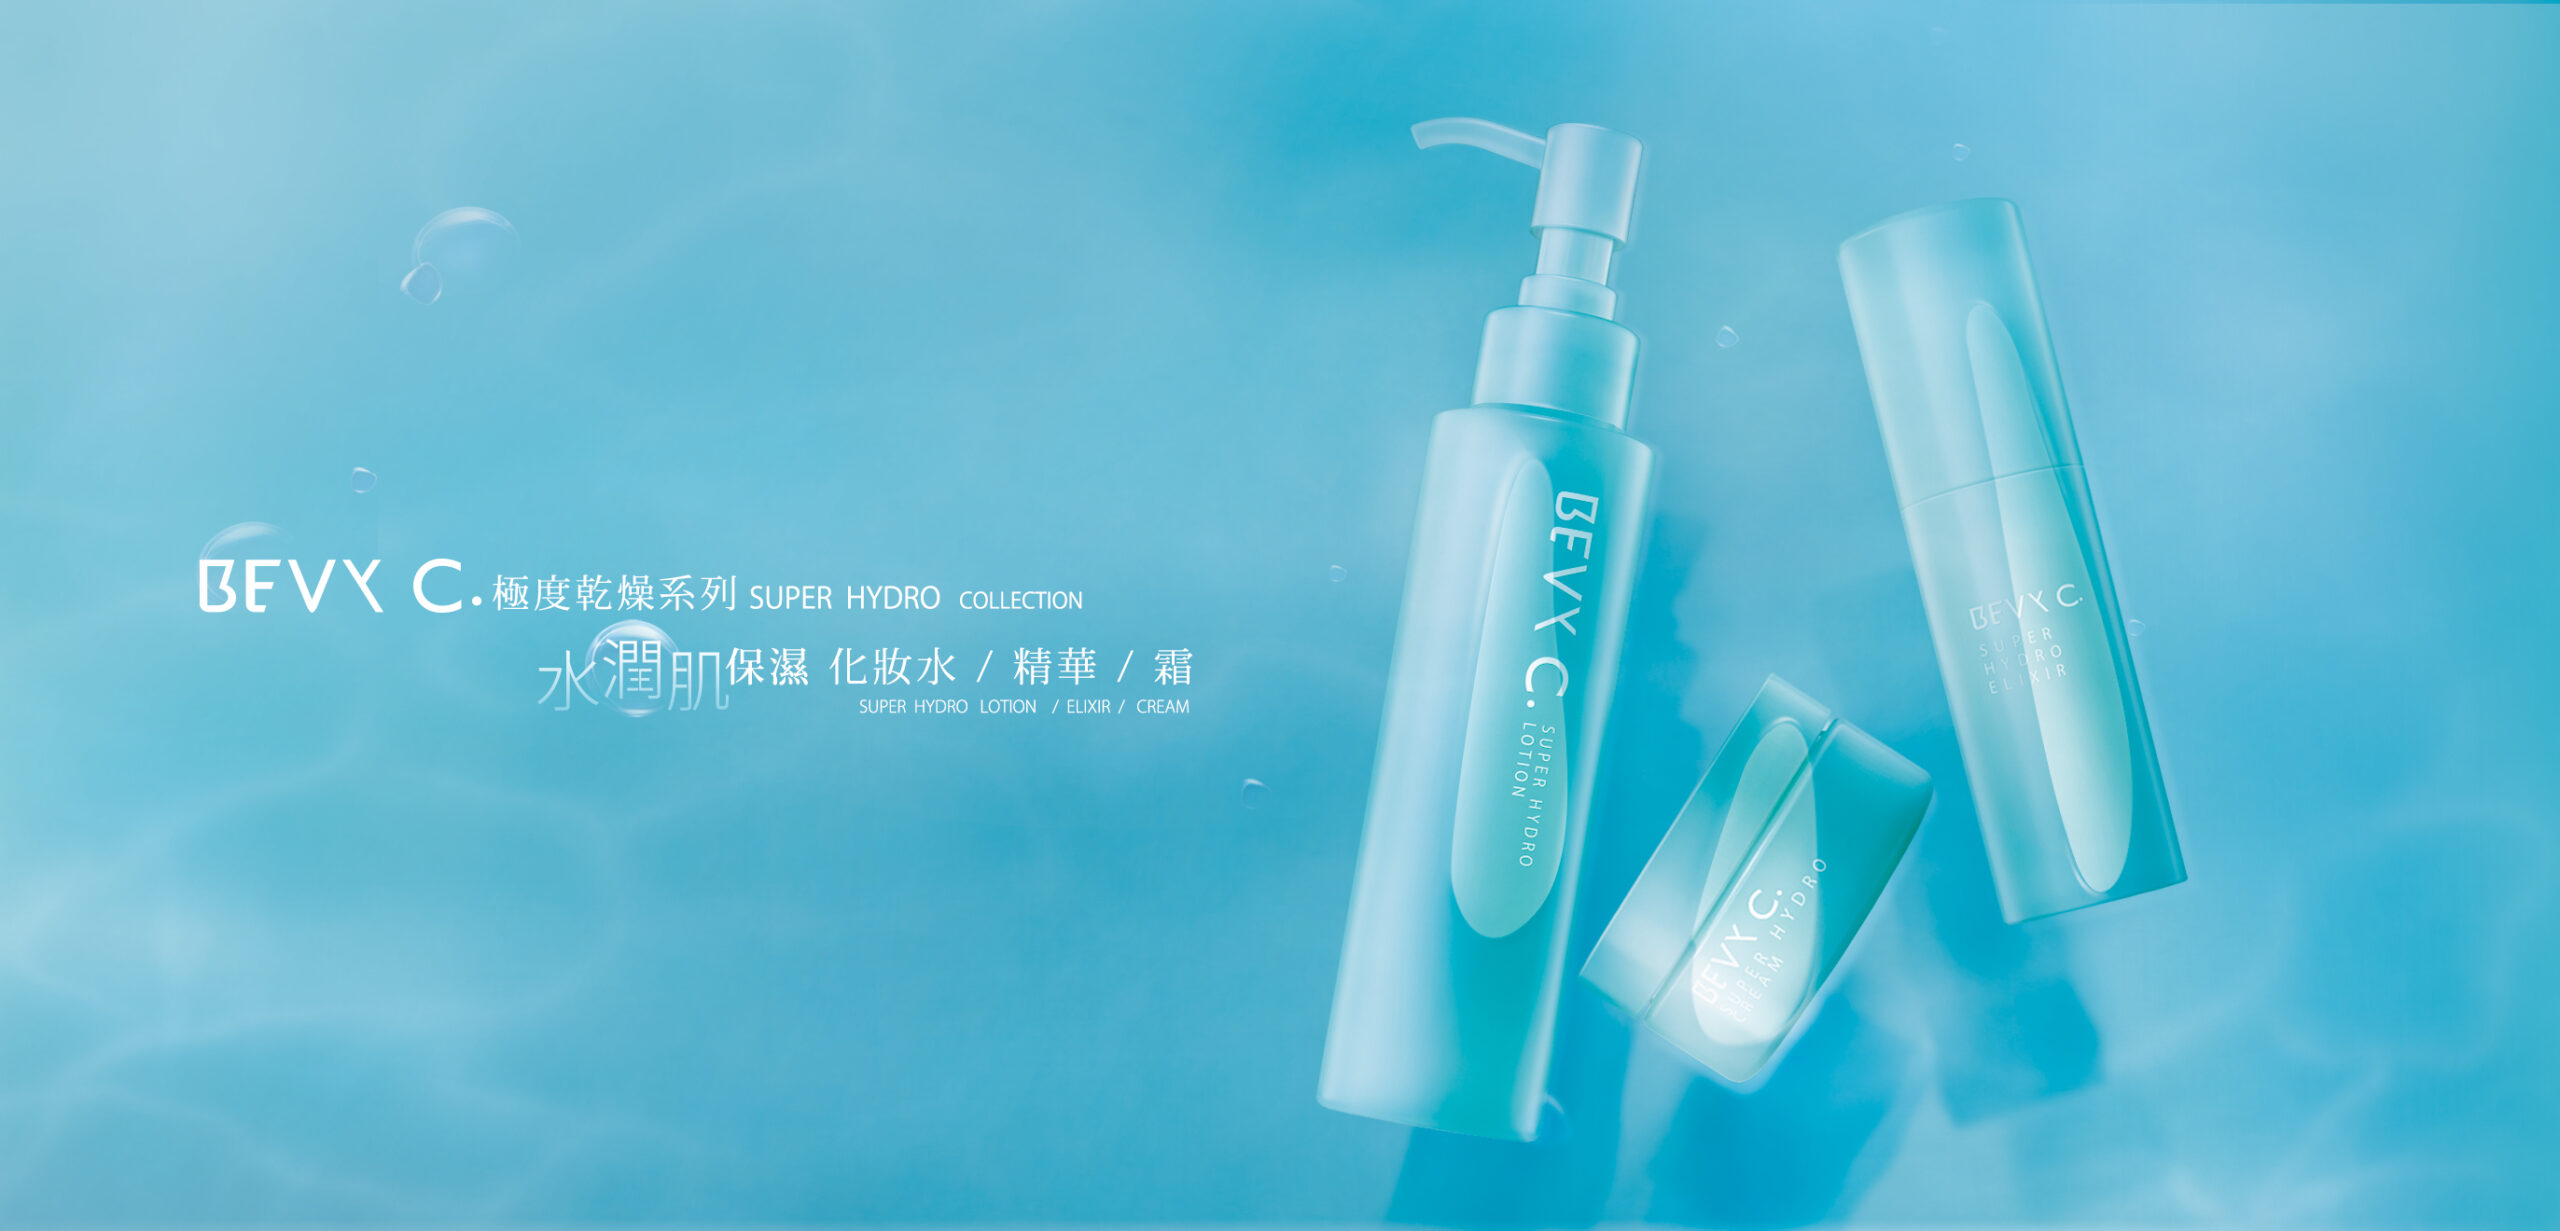 BEVY C. 極度乾燥系列 SUPER HYDRO COLLECTION
水潤肌保濕 化妝水 / 精華 / 霜
SUPER HYDRO LOTION / ELIXIR / CREAM
BEVY C.
SUPER HYDRO
LOTION
BEVY C.
SUPER HYDRO
CREAM
BEVY C.
SUPER
HYDRO
ELIXIR